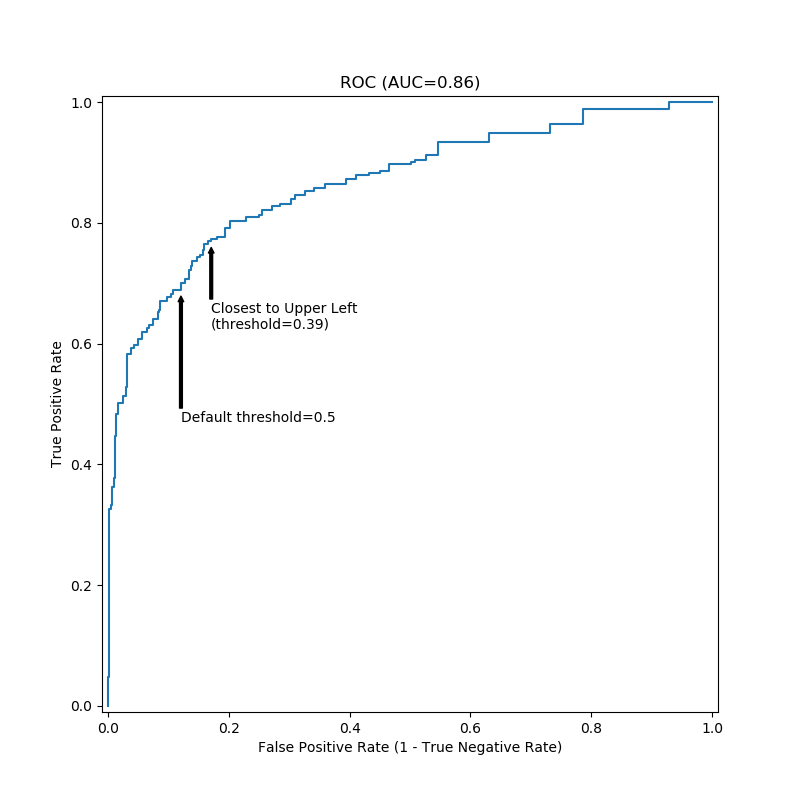 ROC (AUC=0.86)
1.0
0.8
0.6
0.4
0.2
0.0
True Positive Rate
Closest to Upper Left
(threshold=0.39)
Default threshold=0.5
0.0 0.2 0.4 0.6 0.8 1.0
False Positive Rate (1 - True Negative Rate)